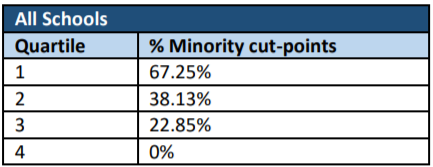 All Schools
Quartile % Minority cut-points
1 67.25%
2 38.13%
3 22.85%
4 0%